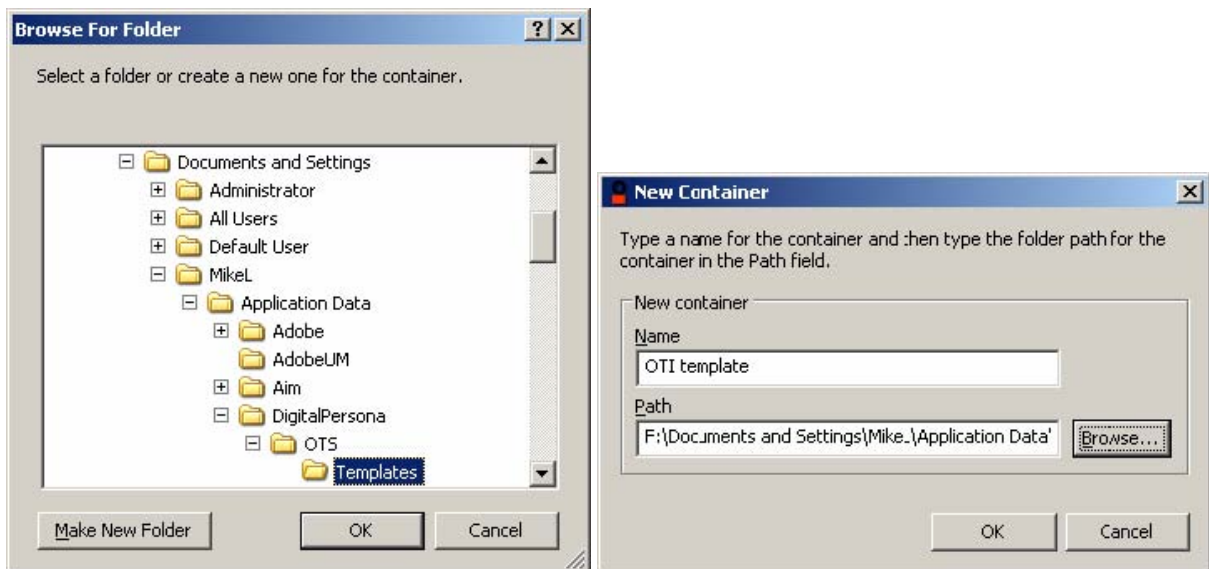 Browse For Folder
Select a folder or create a new one for the container.
Documents and Settings
Administrator
All Users
Default User
MikeL
Application Data
Adobe
AdobeUM
Aim
DigitalPersona
OTS
Templates
Make New Folder
OK
Cancel
New Container
Type a name for the container and then type the folder path for the
container in the Path field.
New container
Name
OTI template
Path
F:\Documents and Settings\MikeL\Application Data\
Browse...
OK
Cancel